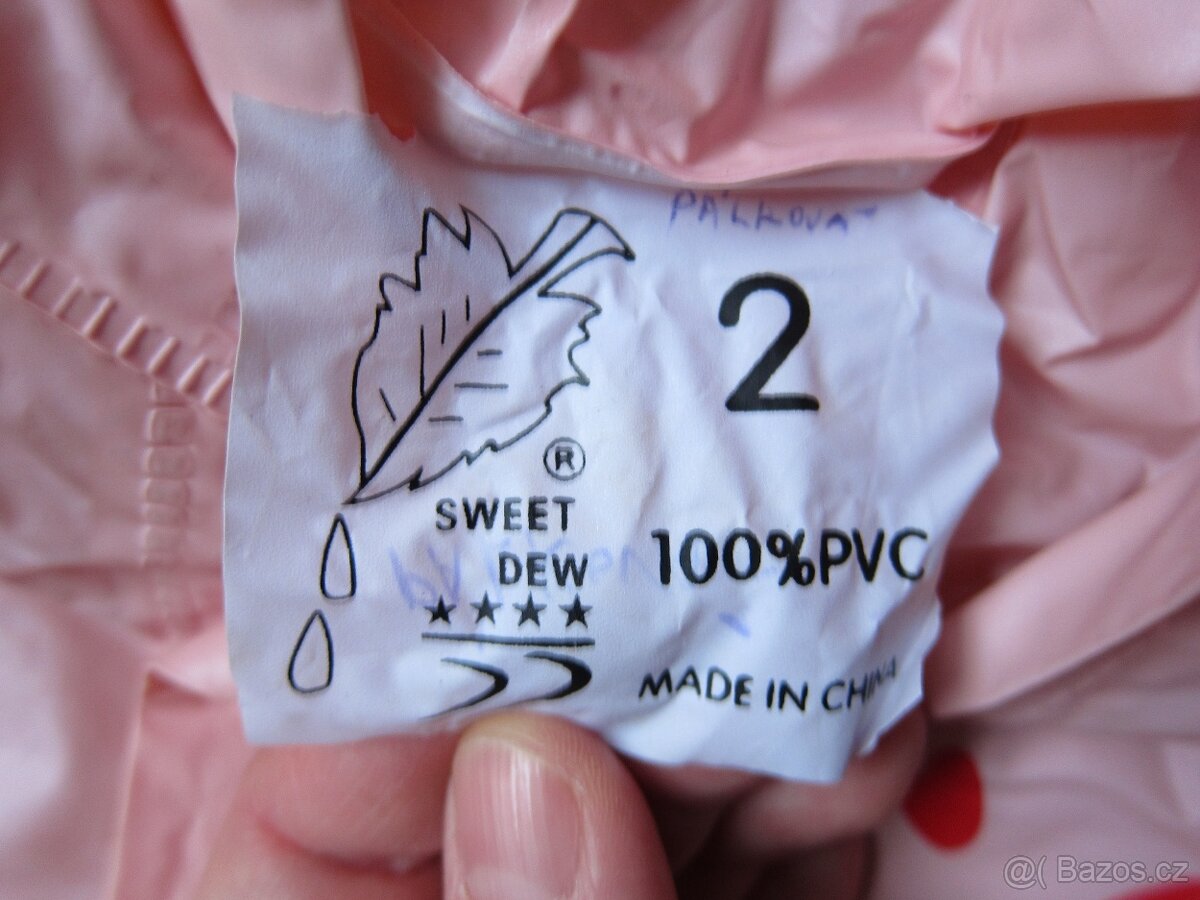 PÁLKOVÁ
2
®
SWEET
DEW
★★★★
100%PVC
MADE IN CHINA
@( Bazos.cz